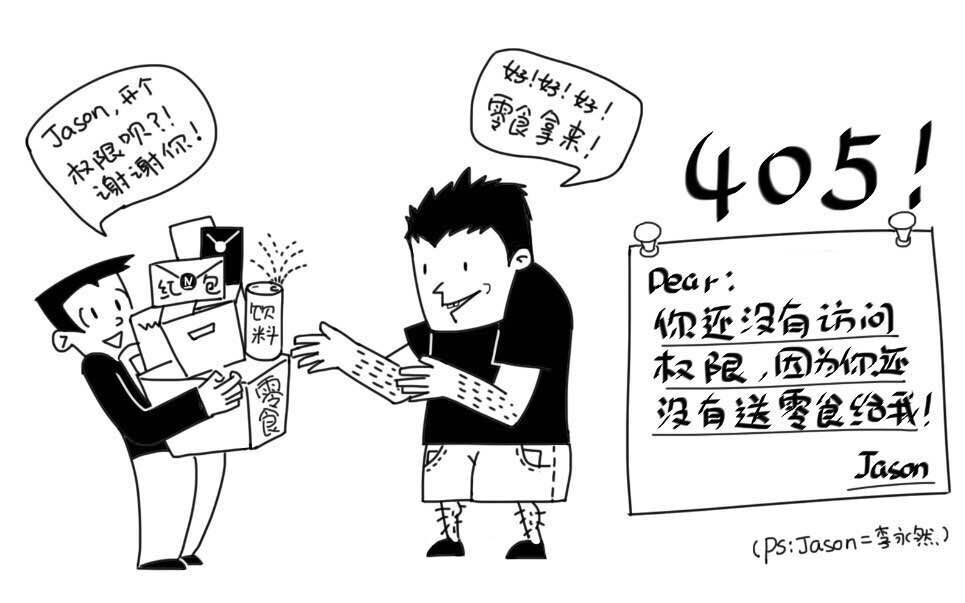 Jason,开个
权限呗?!
谢谢你!
好!好!好!
零食拿来!
红N包
饮
料
零
食
405!
Dear:
你还没有访问
权限,因为你还
没有送零食给我!
Jason
(Ps:Jason=李永然、)